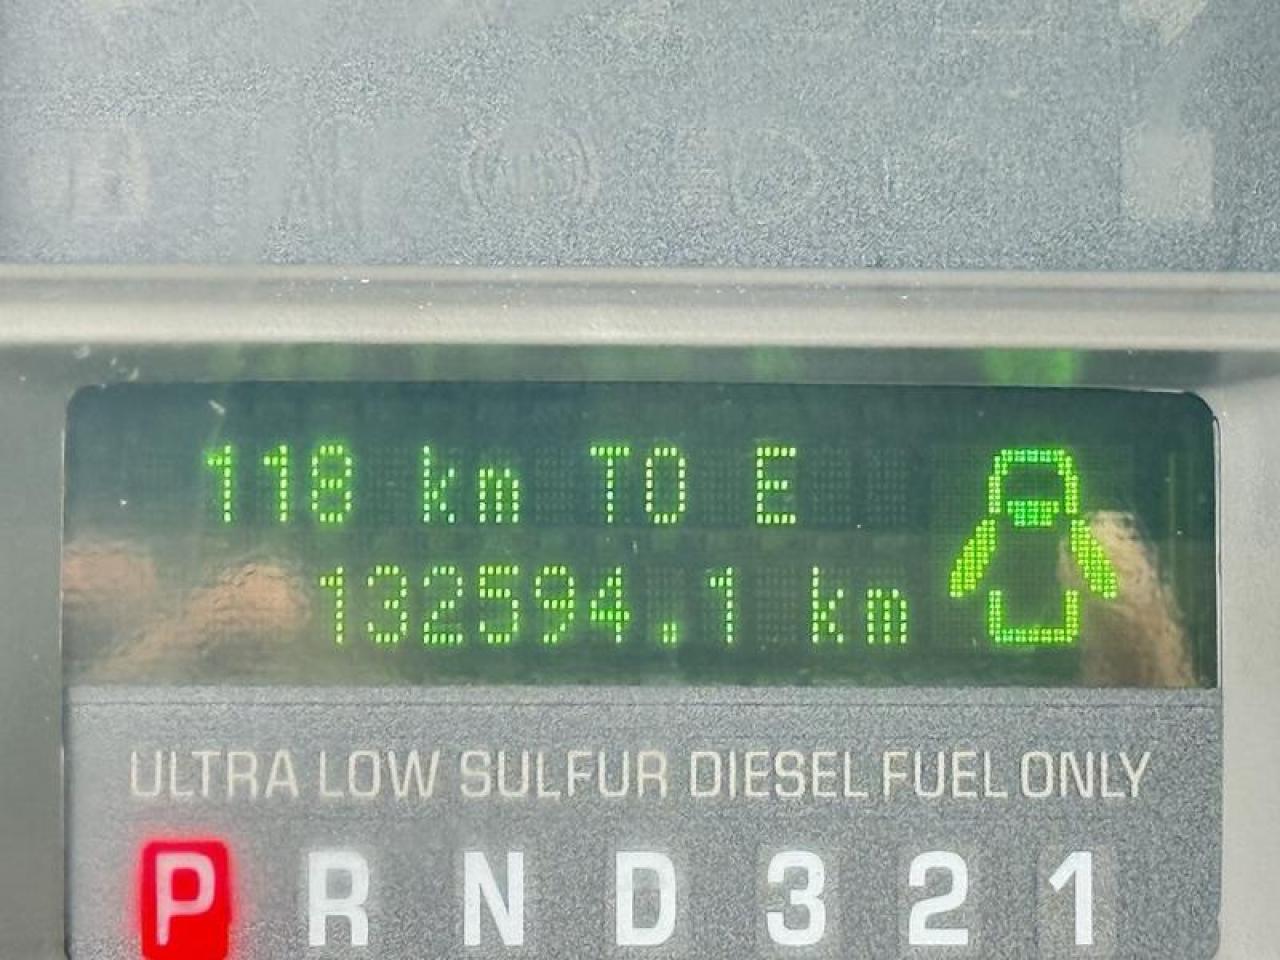 118 km TO E
132594.1 km
ULTRA LOW SULFUR DIESEL FUEL ONLY
P R N D 3 2 1